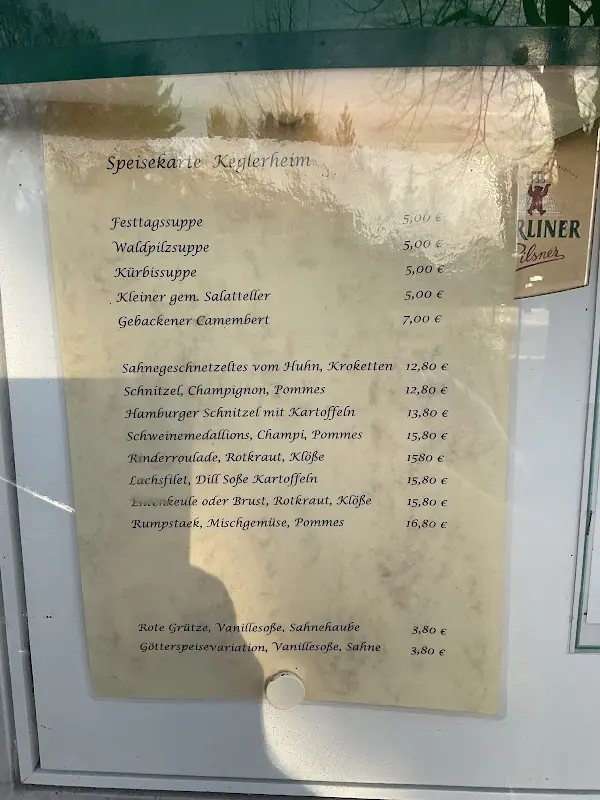 Speisekarte Keglerheim
Festtagssuppe 5,00 €
Waldpilzsuppe 5,00 €
Kürbissuppe 5,00 €
Kleiner gem. Salatteller 5,00 €
Gebackener Camembert 7,00 €
Sahnegeschnetzeltes vom Huhn, Kroketten 12,80 €
Schnitzel, Champignon, Pommes 12,80 €
Hamburger Schnitzel mit Kartoffeln 13,80 €
Schweinemedallions, Champi, Pommes 15,80 €
Rinderroulade, Rotkraut, Klöße 1580 €
Lachsfilet, Dill Soße Kartoffeln 15,80 €
oder Brust, Rotkraut, Klöße 15,80 €
Rumpstaek, Mischgemüse, Pommes 16,80 €
Rote Grütze, Vanillesoße, Sahnehaube 3,80 €
Götterspeisevariation, Vanillesoße, Sahne 3,80 €
RLINER
Pilsner